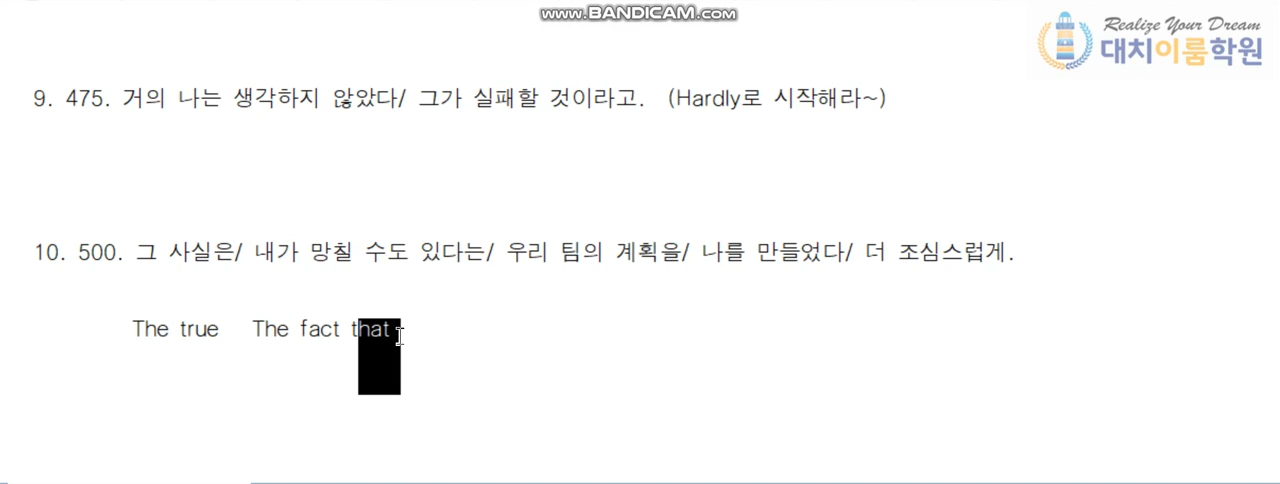 www.BANDICAM.com
Realize Your Dream
대치이룸학원
9. 475. 거의 나는 생각하지 않았다/ 그가 실패할 것이라고. (Hardly로 시작해라~)
10. 500. 그 사실은/ 내가 망칠 수도 있다는/ 우리 팀의 계획을/ 나를 만들었다/ 더 조심스럽게.
The true The fact that